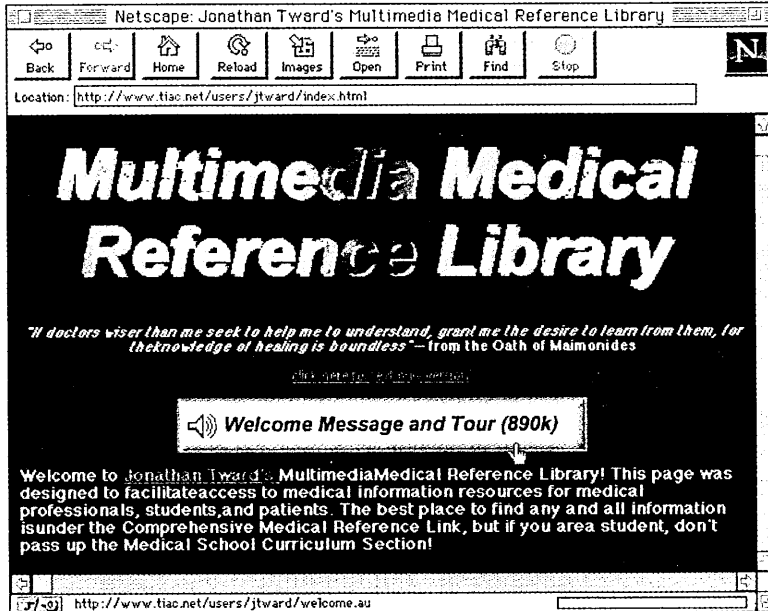 Netscape: Jonathan Tward's Multimedia Medical Reference Library
Back Forward Home Reload Images Open Print Find Stop N
Location: http://www.tiac.net/users/jtward/index.html
Multimedia Medical
Reference Library
"If doctors wiser than me seek to help me to understand, grant me the desire to learn from them, for
theknowledge of healing is boundless"—from the Oath of Maimonides
click here for
Welcome Message and Tour (890k)
Welcome to Jonathan Tward's MultimediaMedical Reference Library! This page was
designed to facilitateaccess to medical information resources for medical
professionals, students,and patients. The best place to find any and all information
isunder the Comprehensive Medical Reference Link, but if you area student, don't
pass up the Medical School Curriculum Section!
http://www.tiac.net/users/jtward/welcome.au